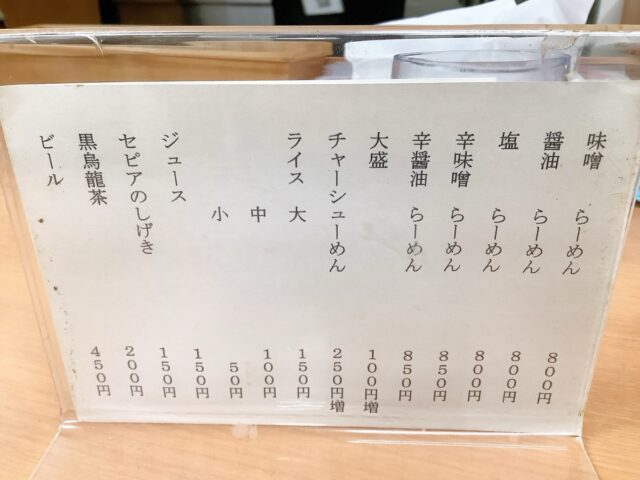 味噌 らーめん 800円
醤油 らーめん 800円
塩 らーめん 800円
辛味噌 らーめん 850円
辛醤油 らーめん 850円
大盛 100円増
チャーシューめん 250円増
ライス 大 150円
中 100円
小 50円
ジュース 150円
セピアのしげき 150円
黒烏龍茶 200円
ビール 450円